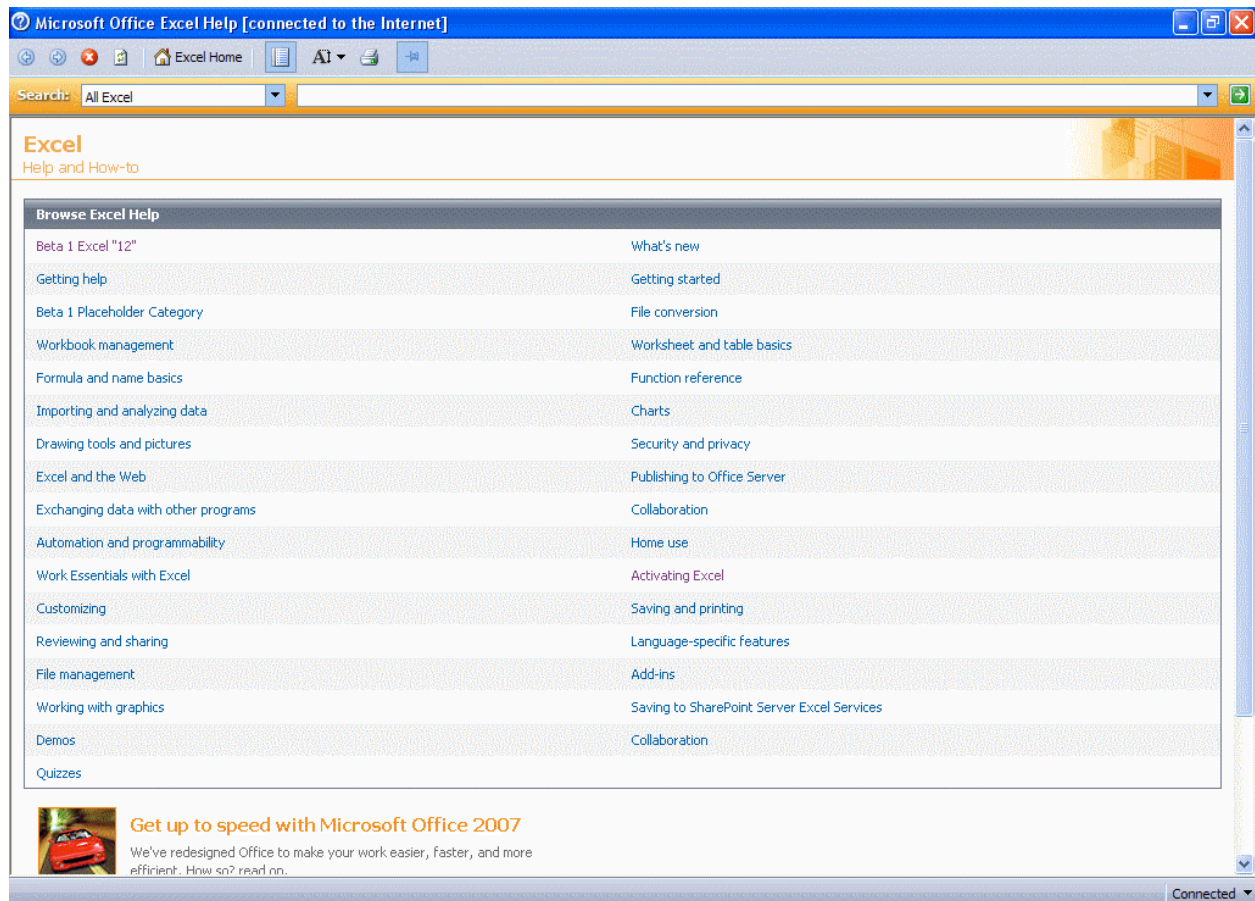 Microsoft Office Excel Help [connected to the Internet]
Excel Home
Search: All Excel
Excel
Help and How-to
Browse Excel Help
Beta 1 Excel "12" What's new
Getting help Getting started
Beta 1 Placeholder Category File conversion
Workbook management Worksheet and table basics
Formula and name basics Function reference
Importing and analyzing data Charts
Drawing tools and pictures Security and privacy
Excel and the Web Publishing to Office Server
Exchanging data with other programs Collaboration
Automation and programmability Home use
Work Essentials with Excel Activating Excel
Customizing Saving and printing
Reviewing and sharing Language-specific features
File management Add-ins
Working with graphics Saving to SharePoint Server Excel Services
Demos Collaboration
Quizzes
Get up to speed with Microsoft Office 2007
We've redesigned Office to make your work easier, faster, and more
efficient. How so? read on.
Connected